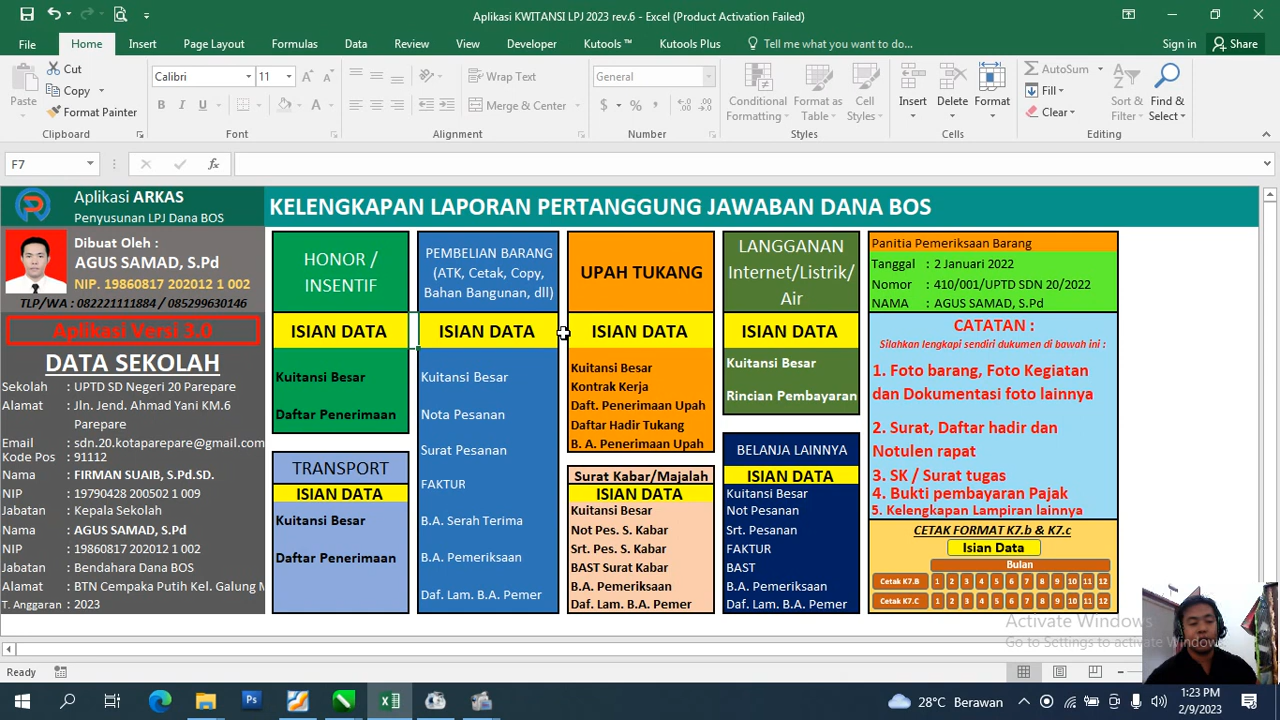 Aplikasi KWITANSI LPJ 2023 rev.6 - Excel (Product Activation Failed)
File Home Insert Page Layout Formulas Data Review View Developer Kutools ™ Kutools Plus Tell me what you want to do... Sign in Share
Paste
Cut
Copy
Format Painter
Clipboard
Calibri 11
B I U
Font
Wrap Text
Merge & Center
Alignment
General
$ % ,
Number
Conditional Formatting
Format as Table
Cell Styles
Styles
Insert Delete Format
Cells
AutoSum
Fill
Clear
Sort & Filter
Find & Select
Editing
F7 fx
Aplikasi ARKAS
Penyusunan LPJ Dana BOS
KELENGKAPAN LAPORAN PERTANGGUNG JAWABAN DANA BOS
Dibuat Oleh :
AGUS SAMAD, S.Pd
NIP. 19860817 202012 1 002
TLP/WA : 082221111884 / 085299630146
Aplikasi Versi 3.0
DATA SEKOLAH
Sekolah : UPTD SD Negeri 20 Parepare
Alamat : Jln. Jend. Ahmad Yani KM.6
Parepare
Email : sdn.20.kotaparepare@gmail.com
Kode Pos : 91112
Nama : FIRMAN SUAIB, S.Pd.SD.
NIP : 19790428 200502 1 009
Jabatan : Kepala Sekolah
Nama : AGUS SAMAD, S.Pd
NIP : 19860817 202012 1 002
Jabatan : Bendahara Dana BOS
Alamat : BTN Cempaka Putih Kel. Galung M
T. Anggaran : 2023
HONOR /
INSENTIF
ISIAN DATA
Kuitansi Besar
Daftar Penerimaan
TRANSPORT
ISIAN DATA
Kuitansi Besar
Daftar Penerimaan
PEMBELIAN BARANG
(ATK, Cetak, Copy,
Bahan Bangunan, dll)
ISIAN DATA
Kuitansi Besar
Nota Pesanan
Surat Pesanan
FAKTUR
B.A. Serah Terima
B.A. Pemeriksaan
Daf. Lam. B.A. Pemer
UPAH TUKANG
ISIAN DATA
Kuitansi Besar
Kontrak Kerja
Daft. Penerimaan Upah
Daftar Hadir Tukang
B. A. Penerimaan Upah
Surat Kabar/Majalah
ISIAN DATA
Kuitansi Besar
Not Pes. S. Kabar
Srt. Pes. S. Kabar
BAST Surat Kabar
B.A. Pemeriksaan
Daf. Lam. B.A. Pemer
LANGGANAN
Internet/Listrik/
Air
ISIAN DATA
Kuitansi Besar
Rincian Pembayaran
BELANJA LAINNYA
ISIAN DATA
Kuitansi Besar
Not Pesanan
Srt. Pesanan
FAKTUR
BAST
B.A. Pemeriksaan
Daf. Lam. B.A. Pemer
Panitia Pemeriksaan Barang
Tanggal : 2 Januari 2022
Nomor : 410/001/UPTD SDN 20/2022
NAMA : AGUS SAMAD, S.Pd
CATATAN :
Silahkan lengkapi sendiri dukumen di bawah ini :
1. Foto barang, Foto Kegiatan
dan Dokumentasi foto lainnya
2. Surat, Daftar hadir dan
Notulen rapat
3. SK / Surat tugas
4. Bukti pembayaran Pajak
5. Kelengkapan Lampiran lainnya
CETAK FORMAT K7.b & K7.c
Isian Data
Bulan
Cetak K7.B 1 2 3 4 5 6 7 8 9 10 11 12
Cetak K7.C 1 2 3 4 5 6 7 8 9 10 11 12
Activate Windows
Go to Settings to activate Windows
Ready
Ps
28°C Berawan
1:23 PM
2/9/2023